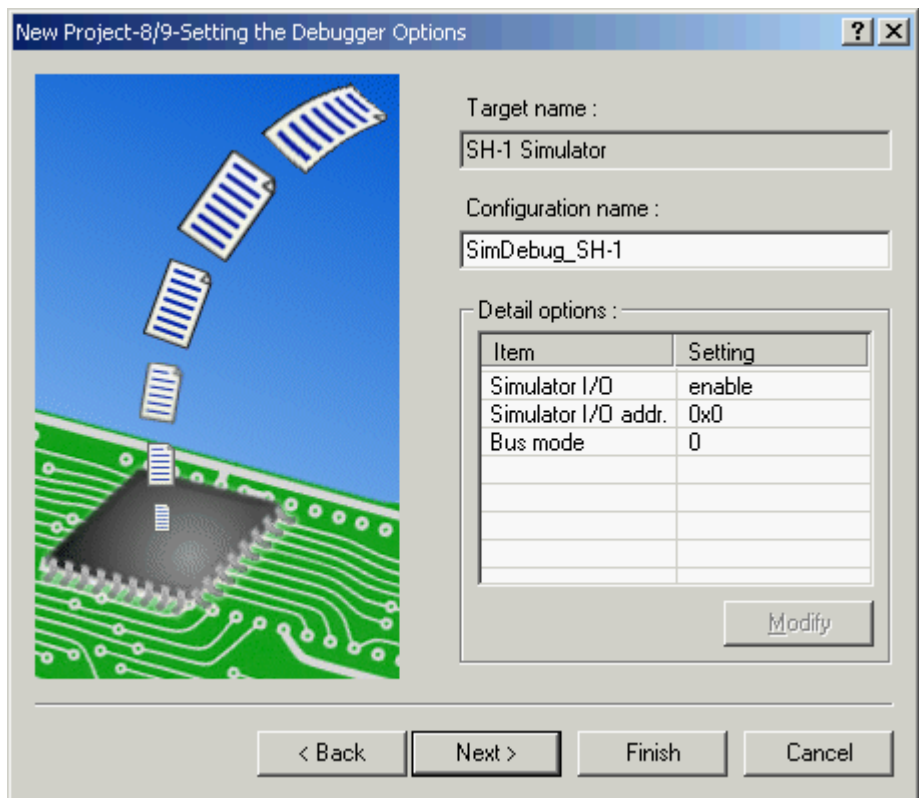 New Project-8/9-Setting the Debugger Options
Target name :
SH-1 Simulator
Configuration name :
SimDebug_SH-1
Detail options :
Item Setting
Simulator I/O enable
Simulator I/O addr. 0x0
Bus mode 0
Modify
< Back Next > Finish Cancel